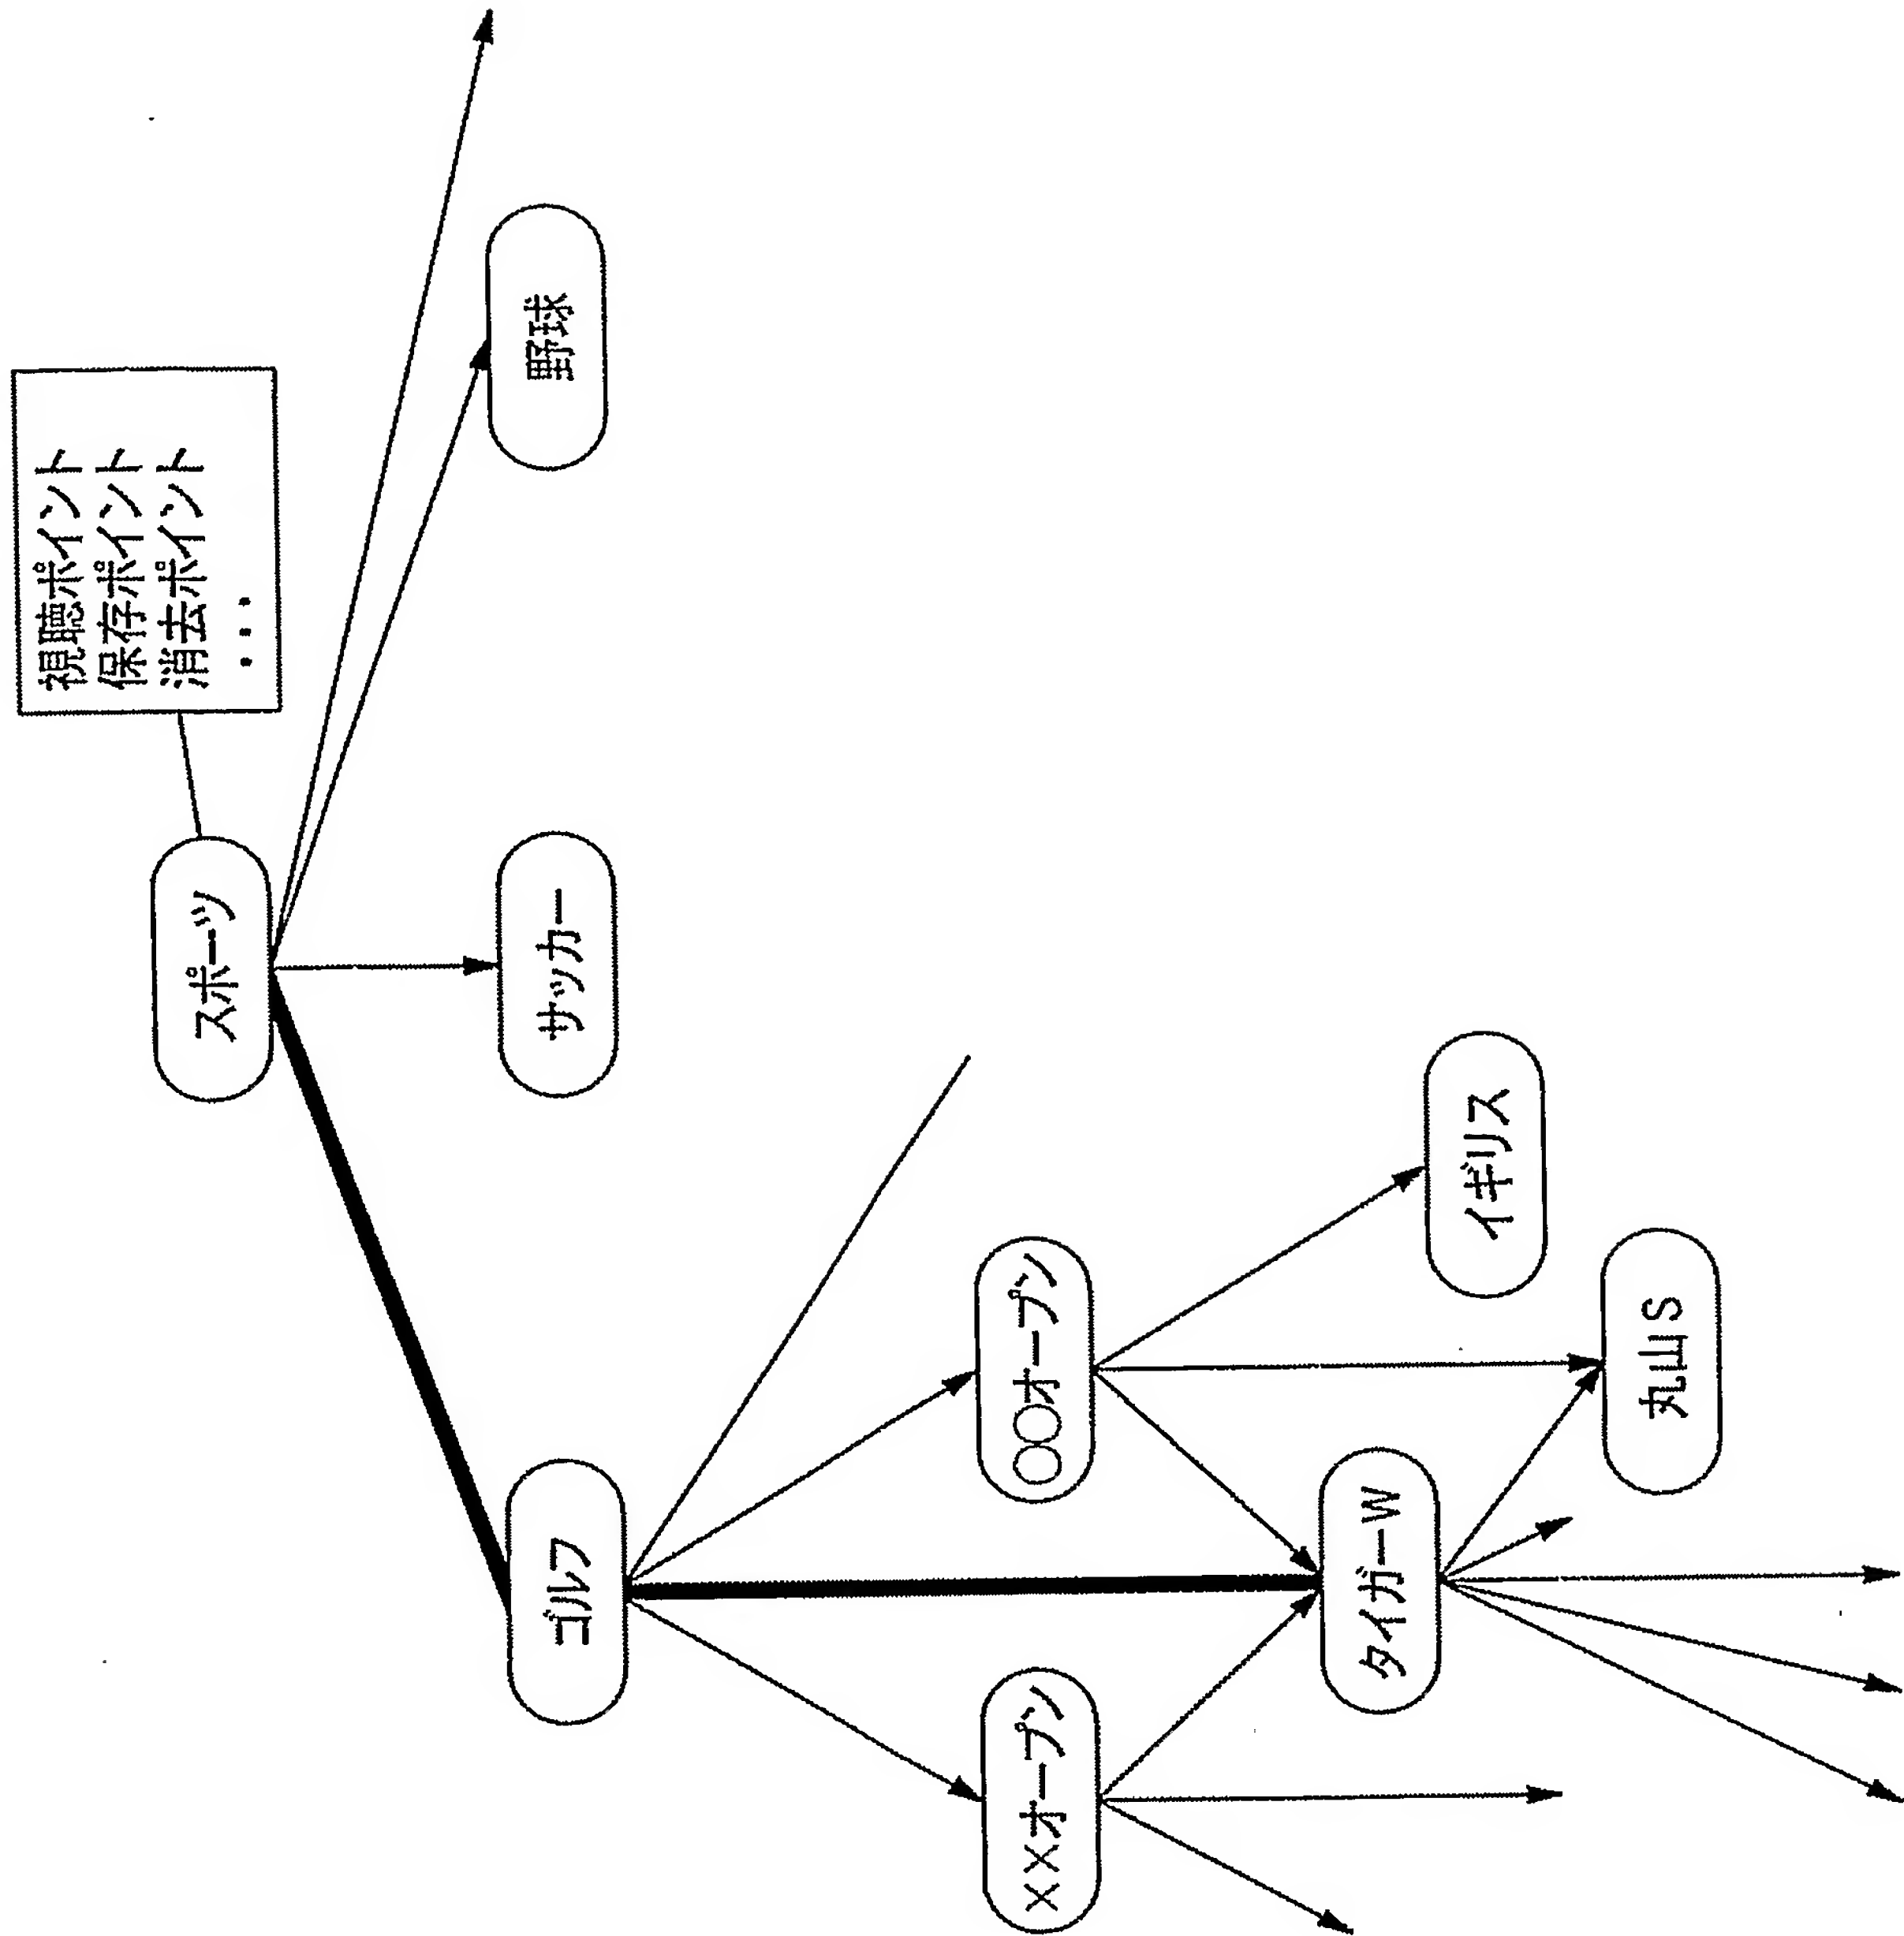 視聴ポイント
保存ポイント
消去ポイント
・・・
スポーツ
ゴルフ
サッカー
野球
××オープン
○○オープン
タイガーW
イギリス
丸山S